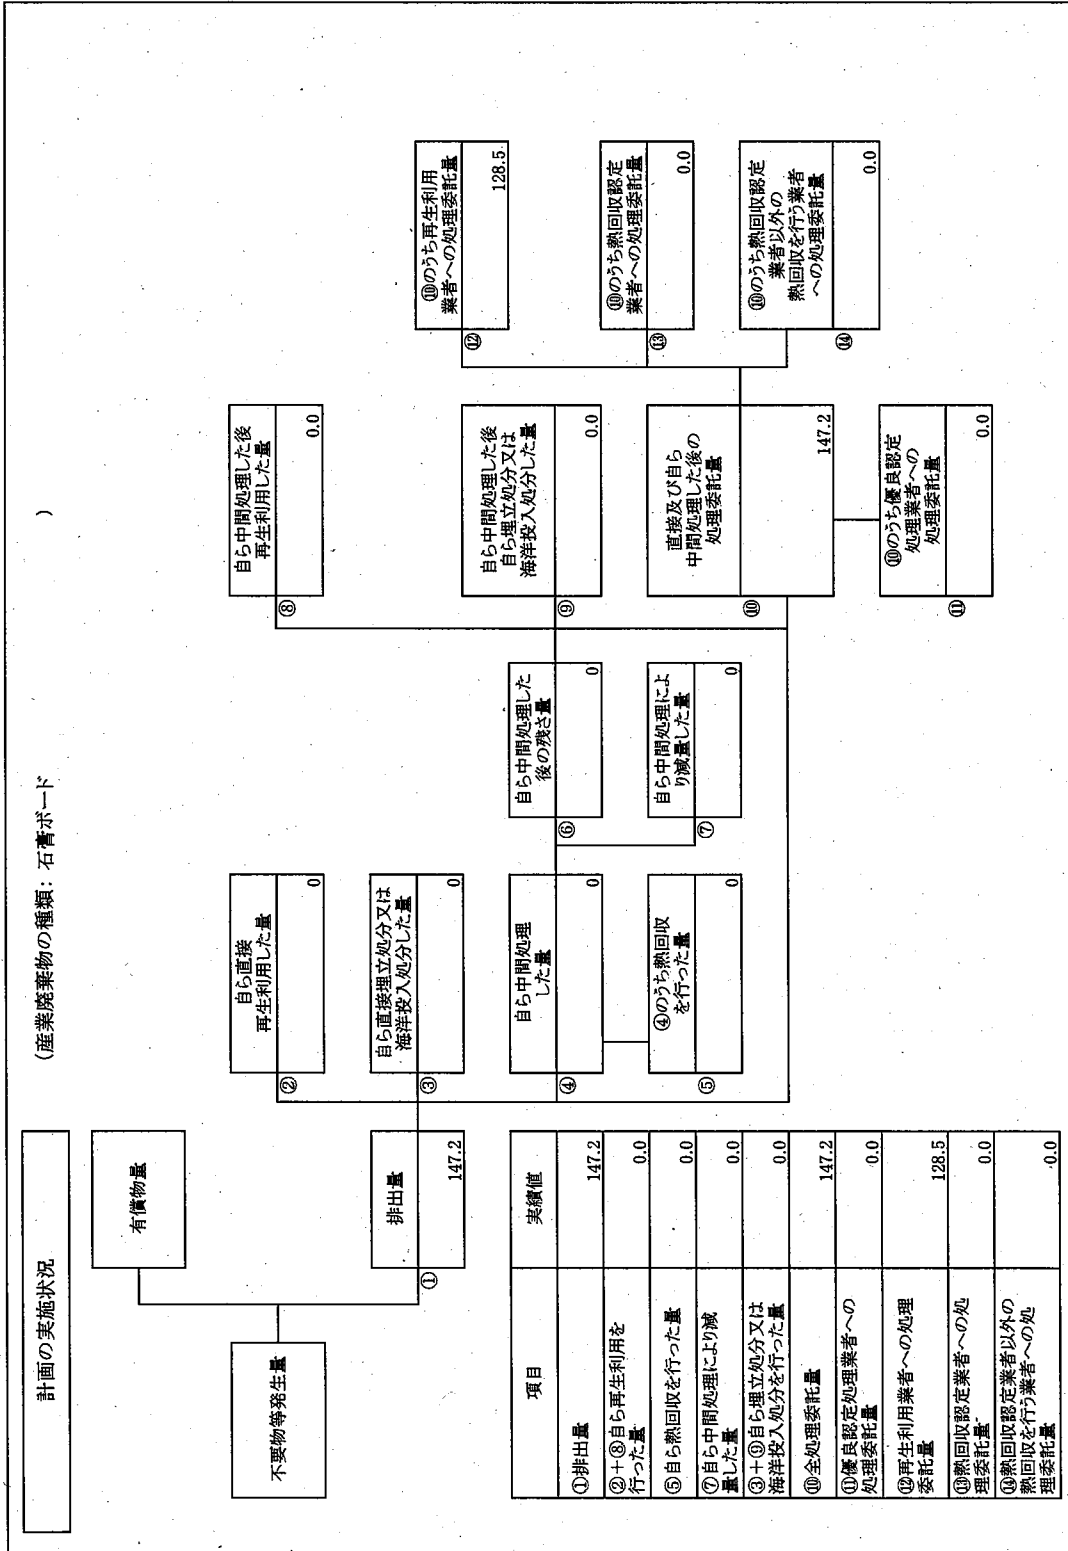 計画の実施状況
(産業廃棄物の種類: 石膏ボード
)
不要物等発生量
有償物量
排出量
①
147.2
自ら直接
再生利用した量
②
0
自ら直接埋立処分又は
海洋投入処分した量
③
0
自ら中間処理
した量
④
0
④のうち熱回収
を行った量
⑤
0
自ら中間処理した
後の残さ量
⑥
0
自ら中間処理によ
り減量した量
⑦
0
自ら中間処理した後
再生利用した量
⑧
0.0
自ら中間処理した後
自ら埋立処分又は
海洋投入処分した量
⑨
0.0
直接及び自ら
中間処理した後の
処理委託量
⑩
147.2
⑩のうち優良認定
処理業者への
処理委託量
⑪
0.0
⑩のうち再生利用
業者への処理委託量
⑫
128.5
⑩のうち熱回収認定
業者への処理委託量
⑬
0.0
⑩のうち熱回収認定
業者以外の
熱回収を行う業者
への処理委託量
⑭
0.0
項目 実績値
①排出量 147.2
②+⑧自ら再生利用を
行った量 0.0
⑤自ら熱回収を行った量 0.0
⑦自ら中間処理により減
量した量 0.0
③+⑨自ら埋立処分又は
海洋投入処分を行った量 0.0
⑩全処理委託量 147.2
⑪優良認定処理業者への
処理委託量 0.0
⑫再生利用業者への処理
委託量 128.5
⑬熱回収認定業者への処
理委託量 0.0
⑭熱回収認定業者以外の
熱回収を行う業者への処
理委託量 0.0